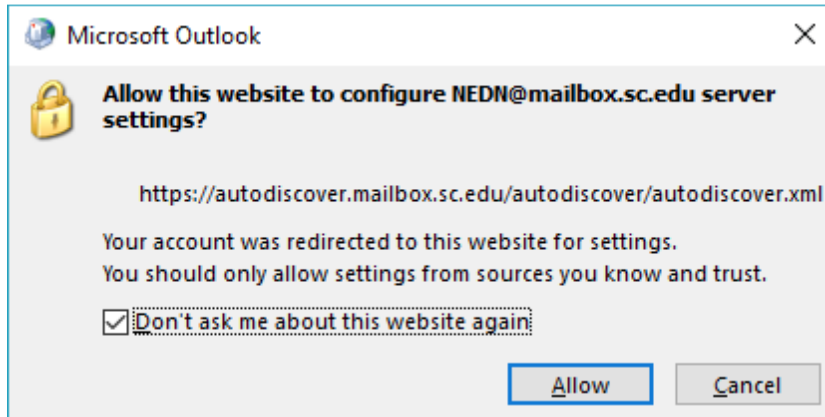 Microsoft Outlook
Allow this website to configure NEDN@mailbox.sc.edu server
settings?
https://autodiscover.mailbox.sc.edu/autodiscover/autodiscover.xml
Your account was redirected to this website for settings.
You should only allow settings from sources you know and trust.
Don't ask me about this website again
Allow Cancel